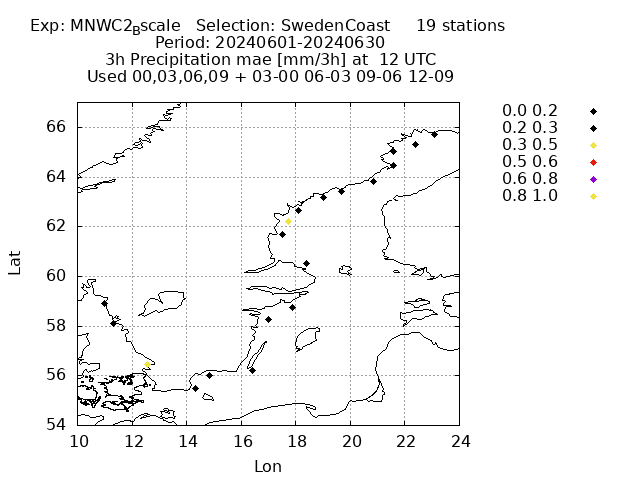 Exp: MNWC2_Bscale   Selection: SwedenCoast     19 stations
Period: 20240601-20240630
3h Precipitation mae [mm/3h] at  12 UTC
Used 00,03,06,09 + 03-00 06-03 09-06 12-09
0.0 0.2
0.2 0.3
0.3 0.5
0.5 0.6
0.6 0.8
0.8 1.0
66
64
62
60
58
56
54
Lat
10 12 14 16 18 20 22 24
Lon